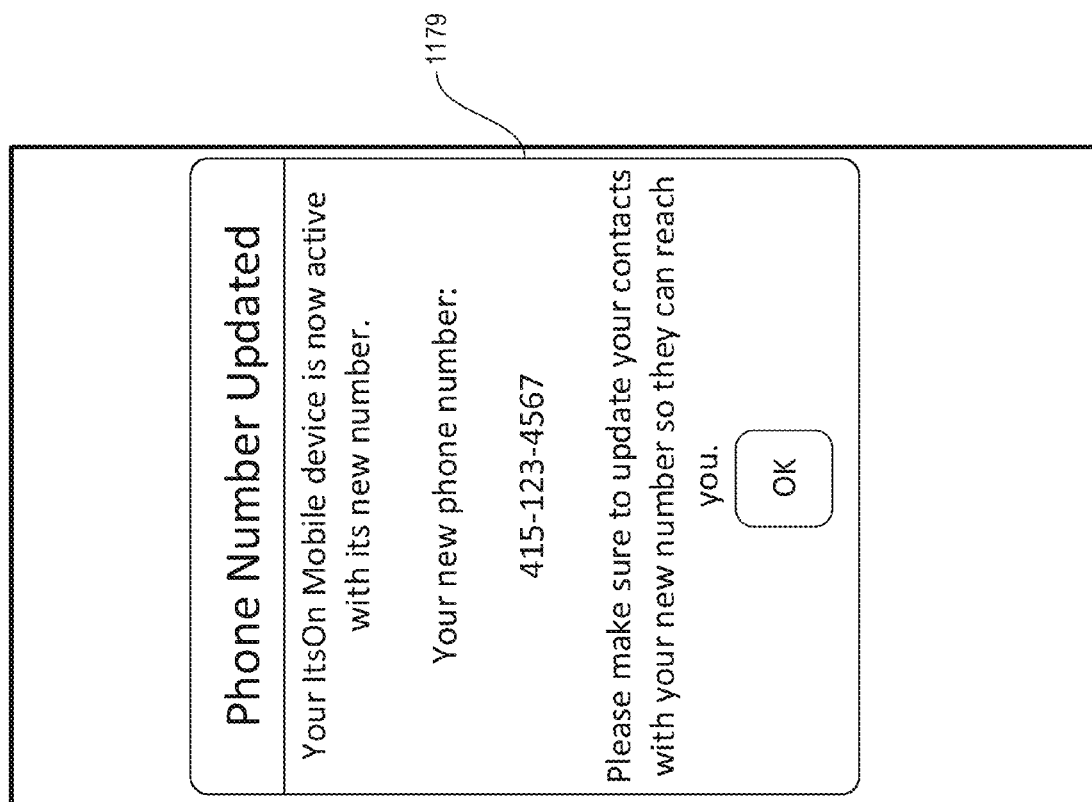 Phone Number Updated
Your ItsOn Mobile device is now active
with its new number.
Your new phone number:
415-123-4567
Please make sure to update your contacts
with your new number so they can reach
you.
OK
1179